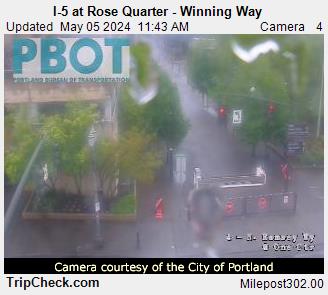 I-5 at Rose Quarter - Winning Way
Updated May 05 2024 11:43 AM Camera 4
PBOT
PORTLAND BUREAU OF TRANSPORTATION
Camera courtesy of the City of Portland
TripCheck.com Milepost302.00